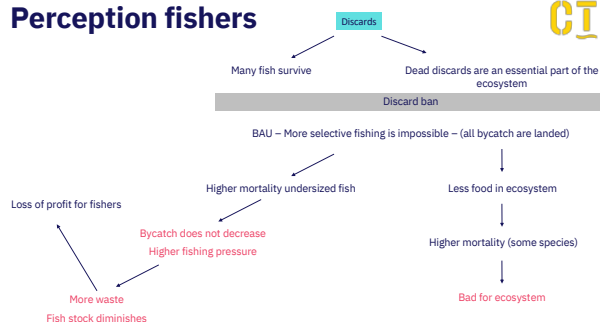 Perception fishers
CT
Discards
Many fish survive
Dead discards are an essential part of the
ecosystem
Discard ban
BAU – More selective fishing is impossible – (all bycatch are landed)
Higher mortality undersized fish
Less food in ecosystem
Loss of profit for fishers
Bycatch does not decrease
Higher fishing pressure
Higher mortality (some species)
More waste
Fish stock diminishes
Bad for ecosystem